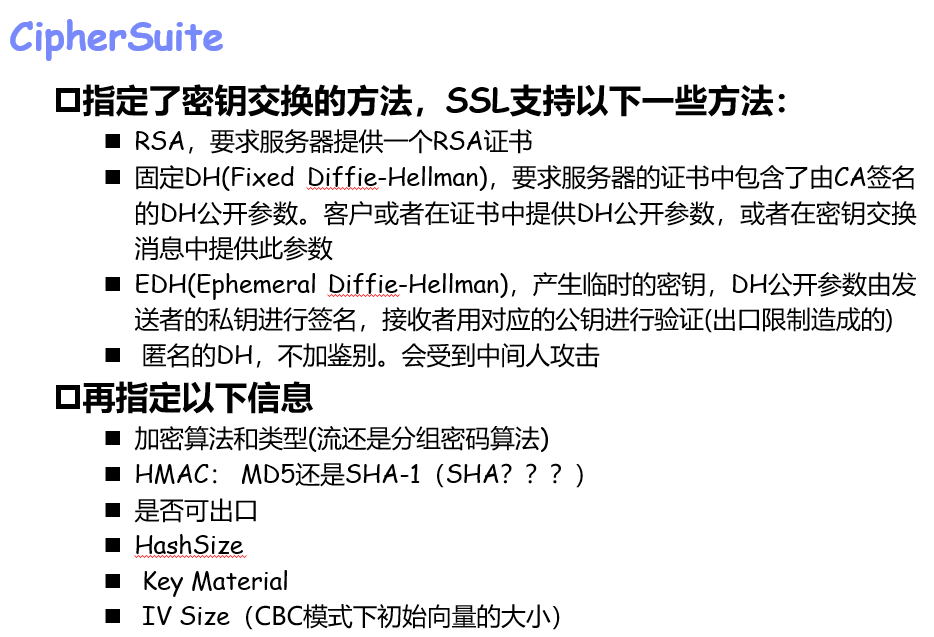 CipherSuite
指定了密钥交换的方法，SSL支持以下一些方法：
RSA，要求服务器提供一个RSA证书
固定DH(Fixed Diffie-Hellman)，要求服务器的证书中包含了由CA签名
的DH公开参数。客户或者在证书中提供DH公开参数，或者在密钥交换
消息中提供此参数
EDH(Ephemeral Diffie-Hellman)，产生临时的密钥，DH公开参数由发
送者的私钥进行签名，接收者用对应的公钥进行验证(出口限制造成的)
匿名的DH，不加鉴别。会受到中间人攻击
再指定以下信息
加密算法和类型(流还是分组密码算法)
HMAC： MD5还是SHA-1（SHA？？？）
是否可出口
HashSize
Key Material
IV Size（CBC模式下初始向量的大小）